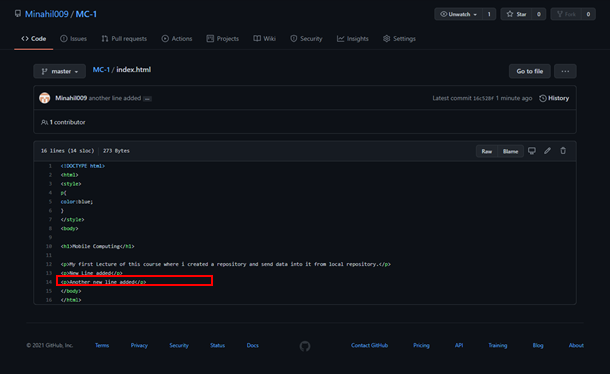 Minahil009 / MC-1
Unwatch 1 Star 0 Fork 0
Code Issues Pull requests Actions Projects Wiki Security Insights Settings
master MC-1 / index.html Go to file ...
Minahil009 another line added ... Latest commit 16c528f 1 minute ago History
1 contributor
16 lines (14 sloc) 273 Bytes Raw Blame
1 <!DOCTYPE html>
2 <html>
3 <style>
4 p{
5 color:blue;
6 }
7 </style>
8 <body>
9
10 <h1>Mobile Computing</h1>
11
12 <p>My first Lecture of this course where i created a repository and send data into it from local repository.</p>
13 <p>New Line added</p>
14 <p>Another new line added</p>
15 </body>
16 </html>
© 2021 GitHub, Inc. Terms Privacy Security Status Docs Contact GitHub Pricing API Training Blog About